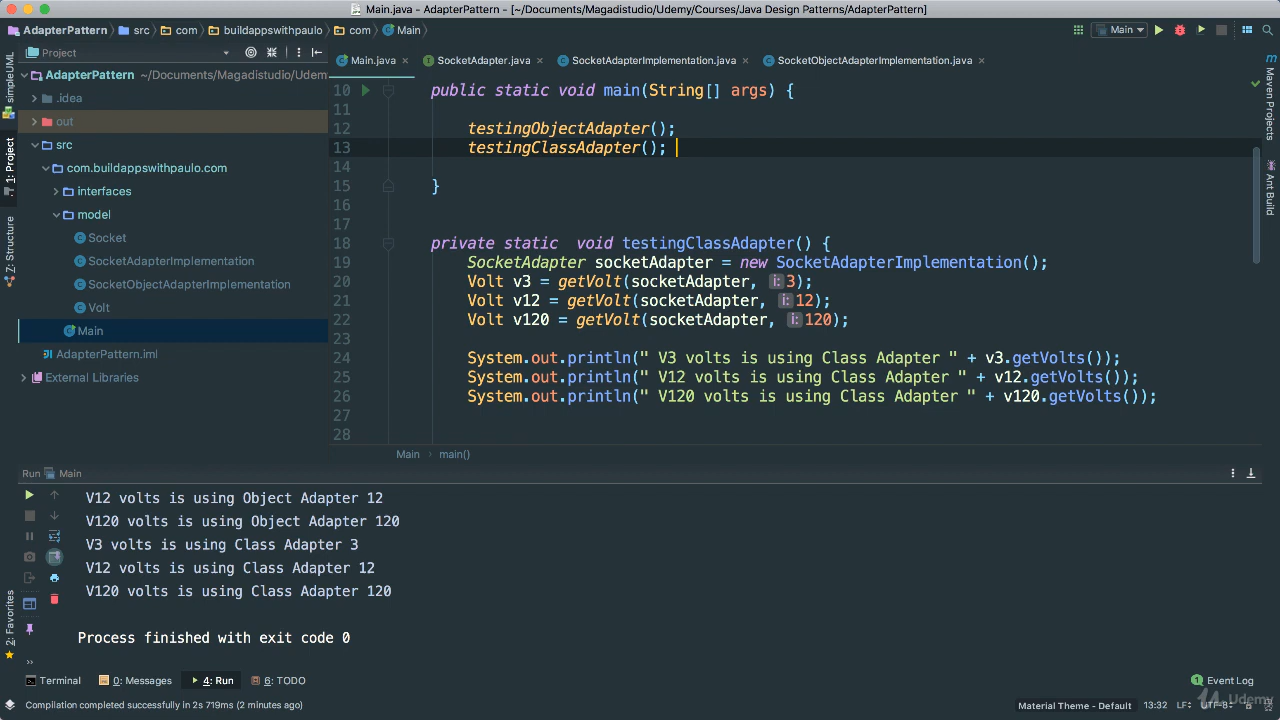 Main.java - AdapterPattern - [~/Documents/Magadistudio/Udemy/Courses/Java Design Patterns/AdapterPattern]
AdapterPattern src com buildappswithpaulo com Main
Main
Project
Main.java SocketAdapter.java SocketAdapterImplementation.java SocketObjectAdapterImplementation.java
simpleUML
1: Project
Z: Structure
2: Favorites
AdapterPattern ~/Documents/Magadistudio/Udem
.idea
out
src
com.buildappswithpaulo.com
interfaces
model
Socket
SocketAdapterImplementation
SocketObjectAdapterImplementation
Volt
Main
AdapterPattern.iml
External Libraries
10 public static void main(String[] args) {
11
12 testingObjectAdapter();
13 testingClassAdapter();
14
15 }
16
17
18 private static void testingClassAdapter() {
19 SocketAdapter socketAdapter = new SocketAdapterImplementation();
20 Volt v3 = getVolt(socketAdapter, i: 3);
21 Volt v12 = getVolt(socketAdapter, i: 12);
22 Volt v120 = getVolt(socketAdapter, i: 120);
23
24 System.out.println(" V3 volts is using Class Adapter " + v3.getVolts());
25 System.out.println(" V12 volts is using Class Adapter " + v12.getVolts());
26 System.out.println(" V120 volts is using Class Adapter " + v120.getVolts());
27
28
Main main()
Maven Projects
Ant Build
Run Main
V12 volts is using Object Adapter 12
V120 volts is using Object Adapter 120
V3 volts is using Class Adapter 3
V12 volts is using Class Adapter 12
V120 volts is using Class Adapter 120
Process finished with exit code 0
Terminal 0: Messages 4: Run 6: TODO
1 Event Log
Compilation completed successfully in 2s 719ms (2 minutes ago)
Material Theme - Default 13:32 LF UTF-8
Udemy